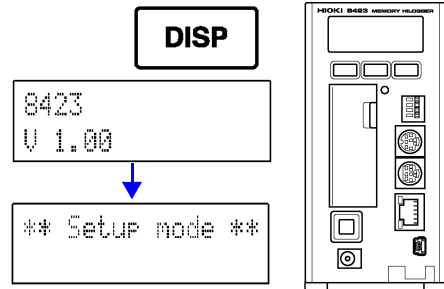 DISP
8423
V 1.00
** Setup mode **
HIOKI 8423 MEMORY HiLOGGER